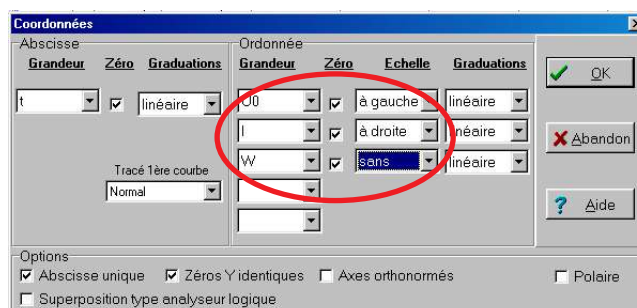 Coordonnées
Abscisse
Grandeur Zéro Graduations
t linéaire
Tracé 1ère courbe
Normal
Ordonnée
Grandeur Zéro Echelle Graduations
U0 à gauche linéaire
I à droite linéaire
W sans linéaire
OK
Abandon
Aide
Options
Abscisse unique Zéros Y identiques Axes orthonormés Polaire
Superposition type analyseur logique